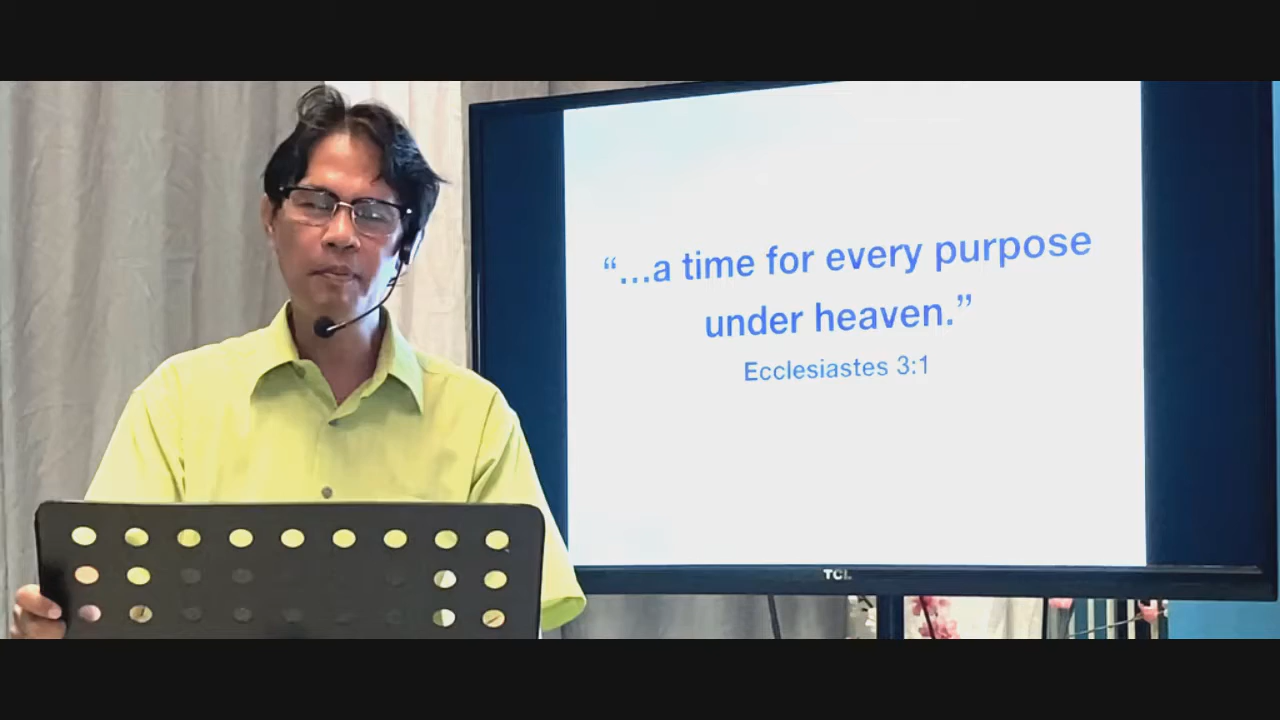 “...a time for every purpose
under heaven.”
Ecclesiastes 3:1
TCL